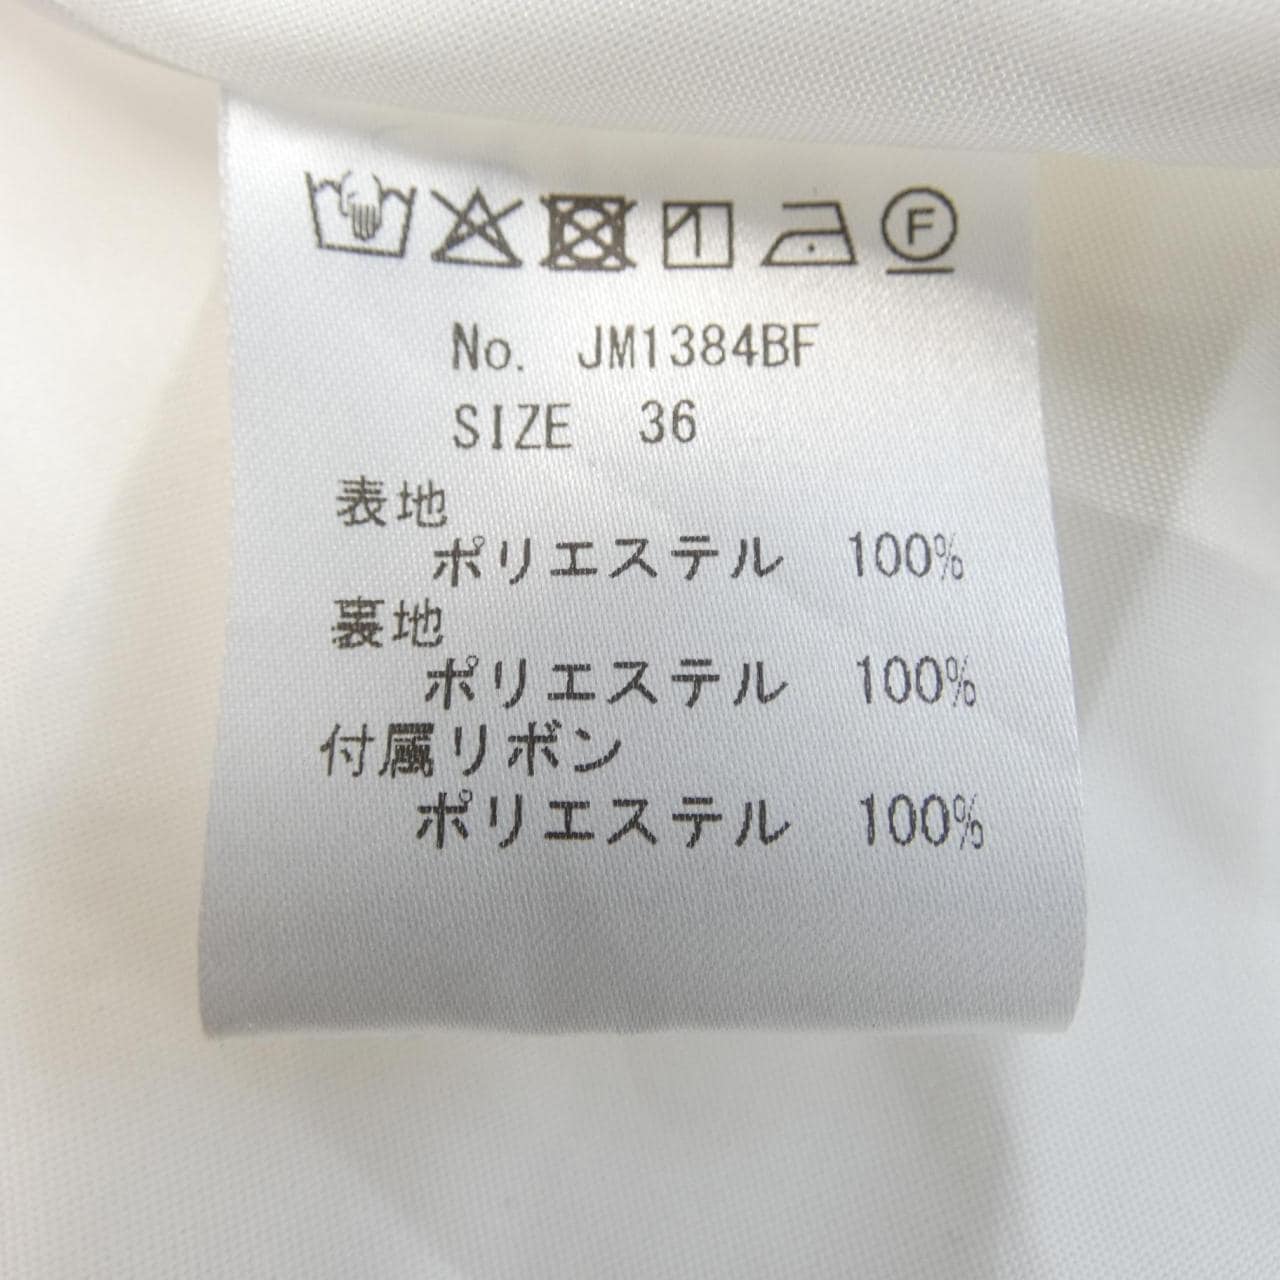 F
No. JM1384BF
SIZE 36
表地
ポリエステル 100%
裏地
ポリエステル 100%
付属リボン
ポリエステル 100%